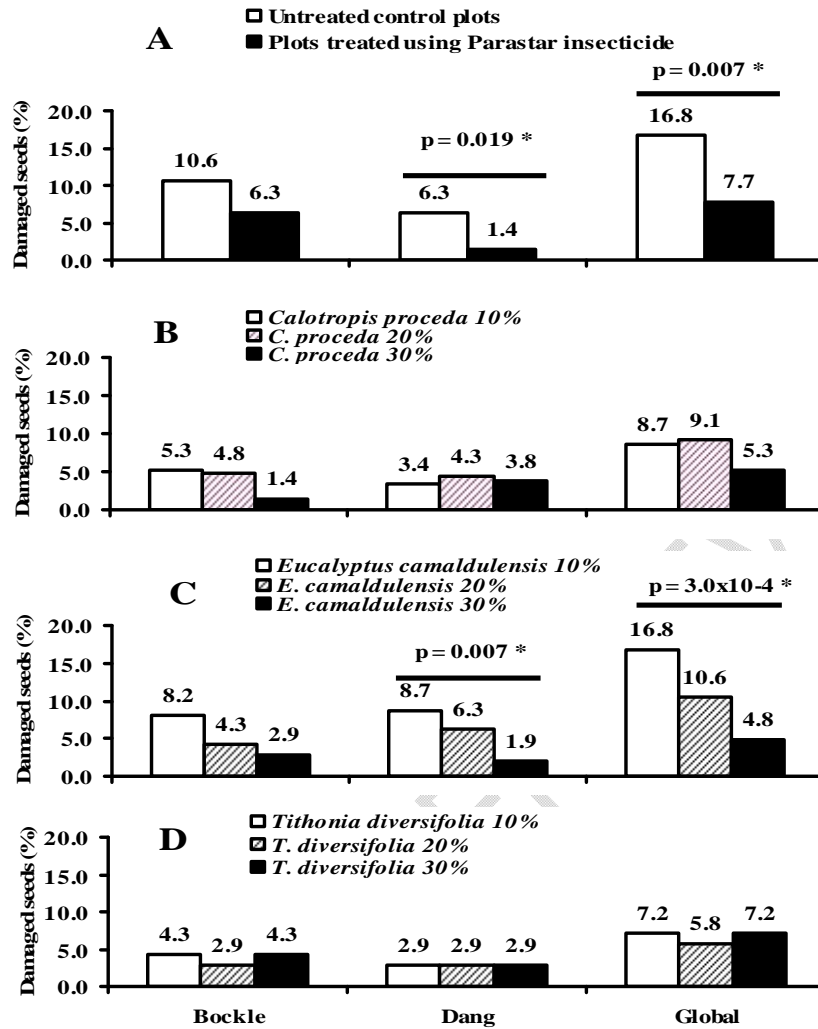 A
Untreated control plots
Plots treated using Parastar insecticide
p = 0.007 *
p = 0.019 *
Damaged seeds (%)
20.0
15.0
10.0
5.0
0.0
10.6
6.3
6.3
1.4
16.8
7.7
B
Calotropis proceda 10%
C. proceda 20%
C. proceda 30%
Damaged seeds (%)
20.0
15.0
10.0
5.0
0.0
5.3
4.8
1.4
3.4
4.3
3.8
8.7
9.1
5.3
C
Eucalyptus camaldulensis 10%
E. camaldulensis 20%
E. camaldulensis 30%
p = 3.0x10-4 *
p = 0.007 *
Damaged seeds (%)
20.0
15.0
10.0
5.0
0.0
8.2
4.3
2.9
8.7
6.3
1.9
16.8
10.6
4.8
D
Tithonia diversifolia 10%
T. diversifolia 20%
T. diversifolia 30%
Damaged seeds (%)
20.0
15.0
10.0
5.0
0.0
4.3
2.9
4.3
2.9
2.9
2.9
7.2
5.8
7.2
Bockle
Dang
Global